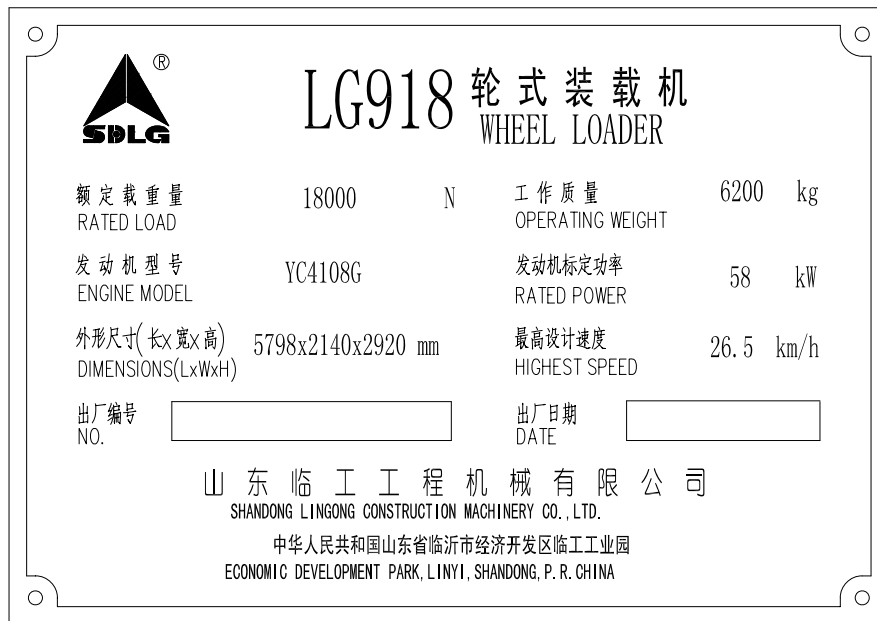 ®
SDLG
LG918 轮式装载机
WHEEL LOADER
额定载重量 18000 N
RATED LOAD
工作质量 6200 kg
OPERATING WEIGHT
发动机型号 YC4108G
ENGINE MODEL
发动机标定功率 58 kW
RATED POWER
外形尺寸(长x宽x高) 5798x2140x2920 mm
DIMENSIONS(LxWxH)
最高设计速度 26.5 km/h
HIGHEST SPEED
出厂编号
NO.
出厂日期
DATE
山东临工工程机械有限公司
SHANDONG LINGONG CONSTRUCTION MACHINERY CO.,LTD.
中华人民共和国山东省临沂市经济开发区临工工业园
ECONOMIC DEVELOPMENT PARK,LINYI,SHANDONG,P.R.CHINA